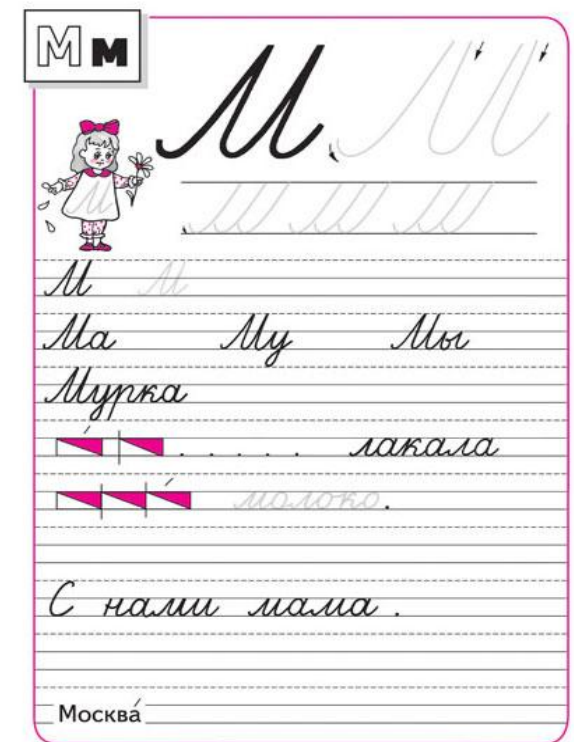 М м
М М
М М М
М М
Ма Му Мы
Мурка
. . . . . лакала
молоко.
С нами мама.
Москва́